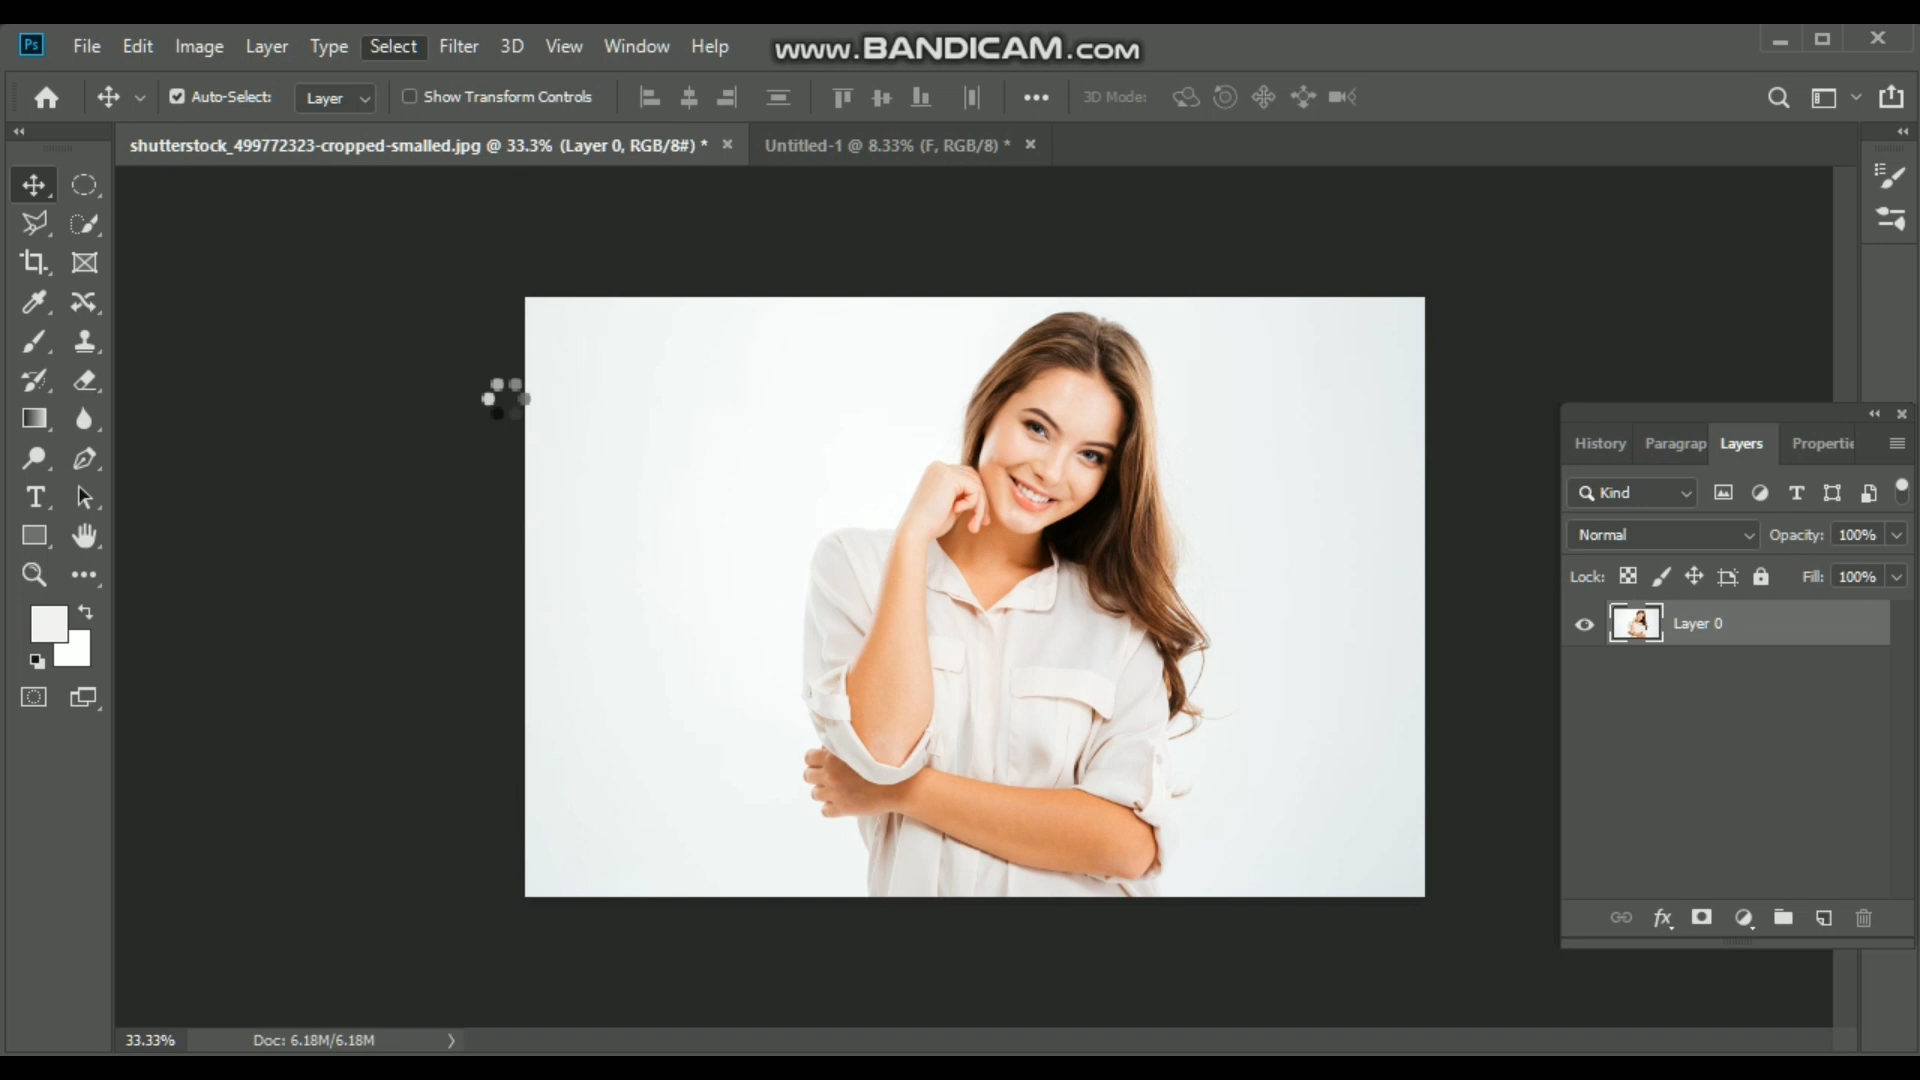 Ps File Edit Image Layer Type Select Filter 3D View Window Help
www.BANDICAM.com
Auto-Select: Layer Show Transform Controls 3D Mode:
shutterstock_499772323-cropped-smalled.jpg @ 33.3% (Layer 0, RGB/8#) * Untitled-1 @ 8.33% (F, RGB/8) *
History Paragrap Layers Propertie
Kind
Normal Opacity: 100%
Lock: Fill: 100%
Layer 0
33.33% Doc: 6.18M/6.18M